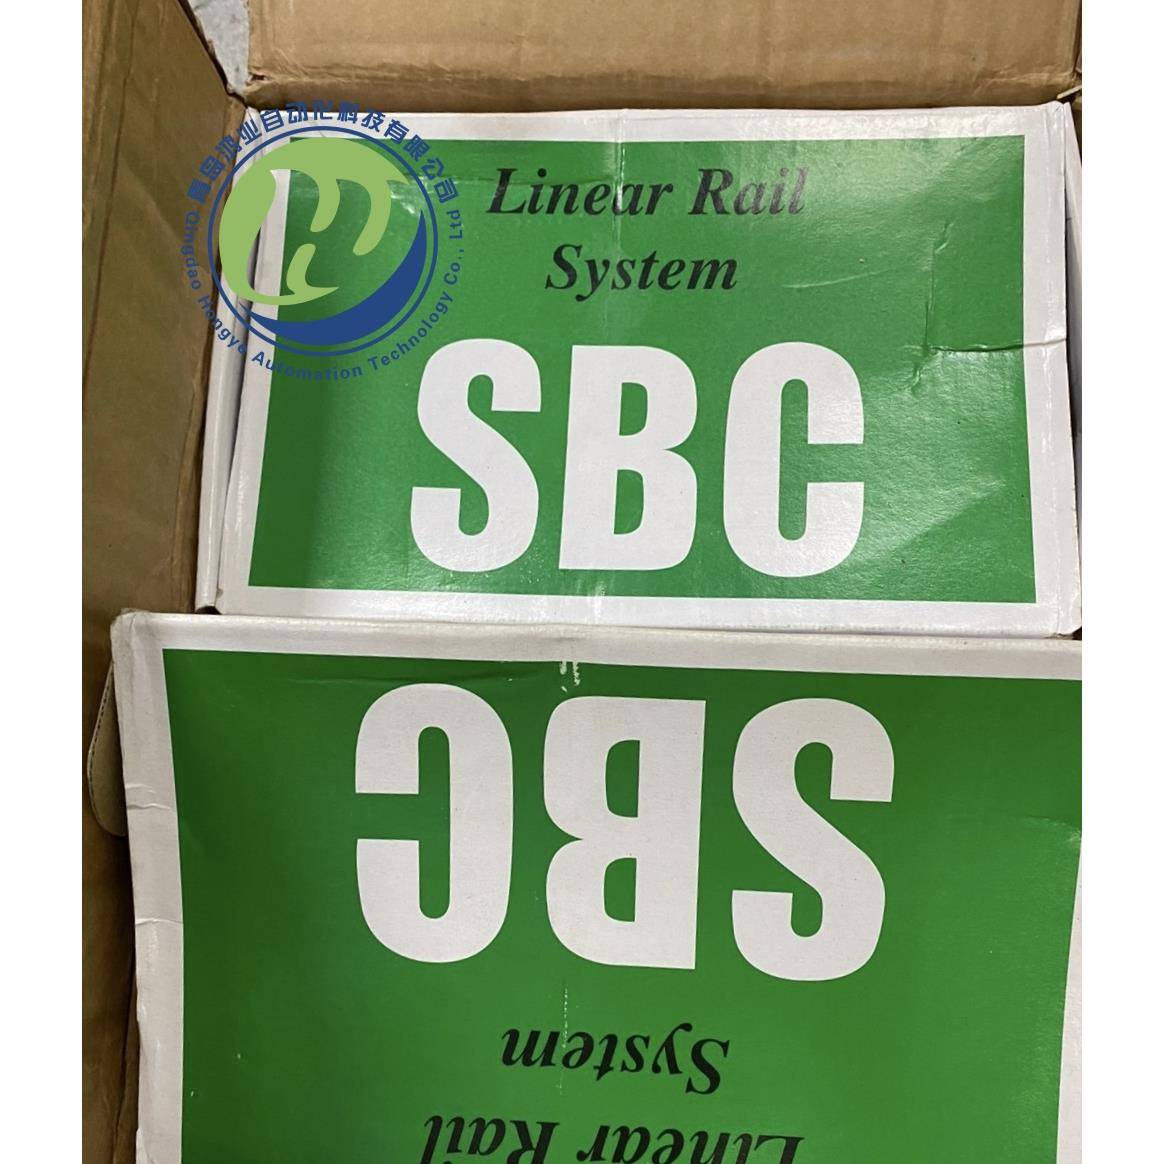 青岛鸿业自动化科技有限公司
Qingdao Hongye Automation Technology Co., Ltd
Linear Rail
System
SBC
SBC
System
Linear Rail